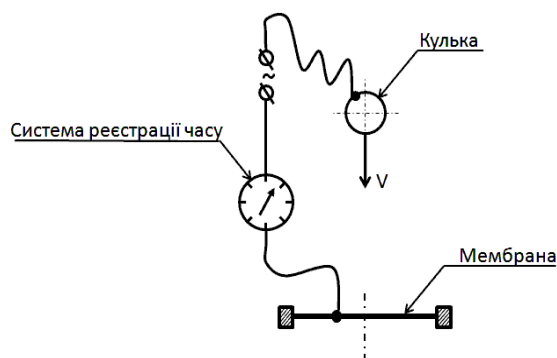 Кулька
Система реєстрації часу
V
Мембрана